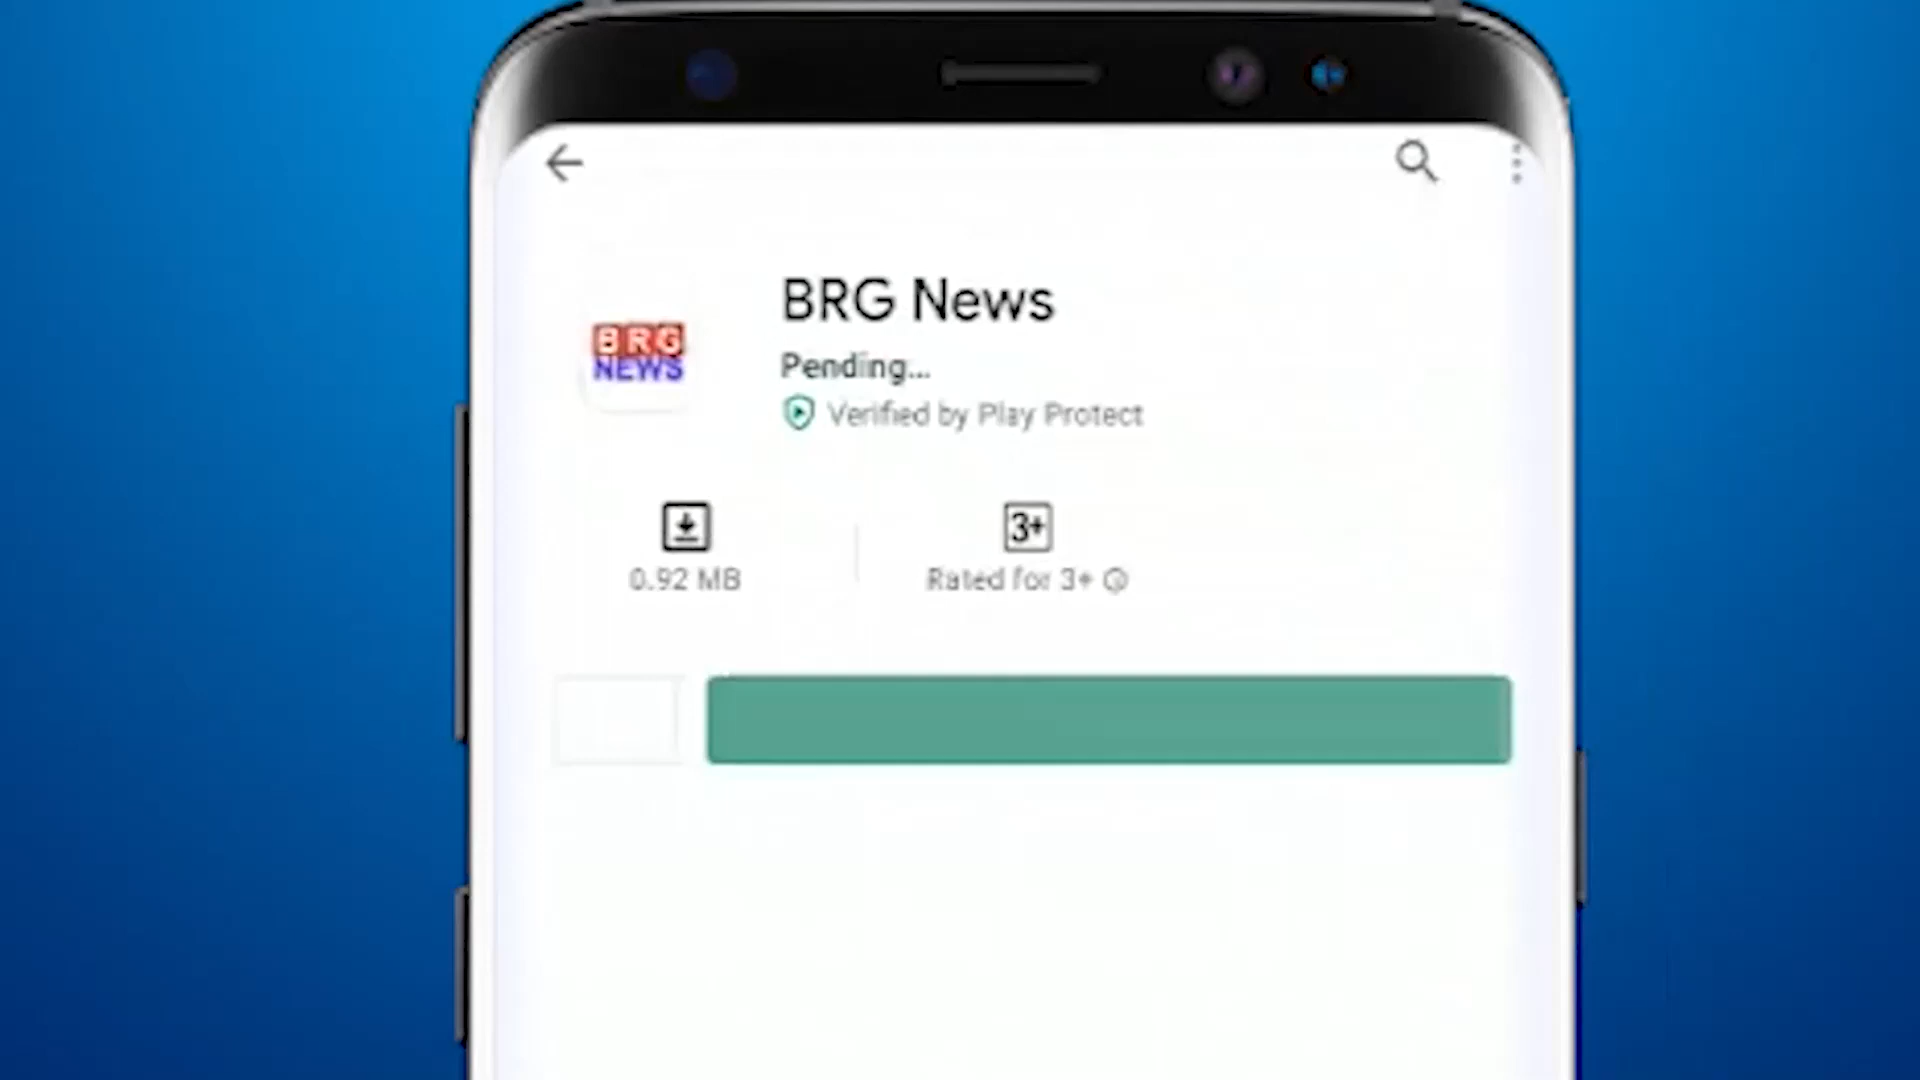 BRG News
BRG
NEWS
Pending...
Verified by Play Protect
3+
0.92 MB
Rated for 3+